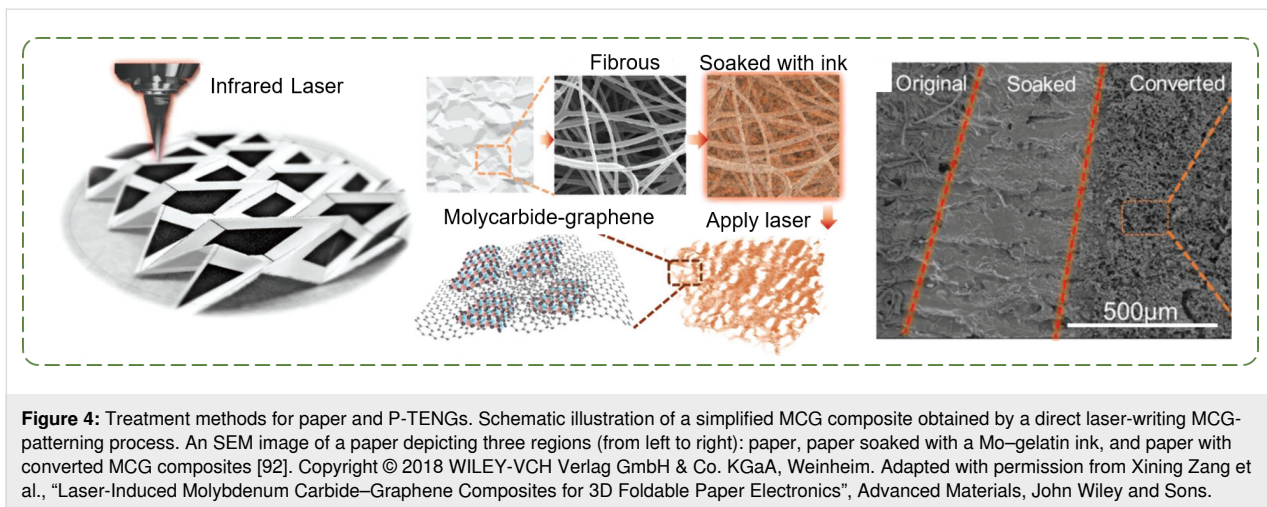 Infrared Laser
Fibrous
Soaked with ink
Molycarbide-graphene
Apply laser
Original
Soaked
Converted
500μm
Figure 4: Treatment methods for paper and P-TENGs. Schematic illustration of a simplified MCG composite obtained by a direct laser-writing MCG-
patterning process. An SEM image of a paper depicting three regions (from left to right): paper, paper soaked with a Mo–gelatin ink, and paper with
converted MCG composites [92]. Copyright © 2018 WILEY-VCH Verlag GmbH & Co. KGaA, Weinheim. Adapted with permission from Xining Zang et
al., “Laser-Induced Molybdenum Carbide–Graphene Composites for 3D Foldable Paper Electronics”, Advanced Materials, John Wiley and Sons.